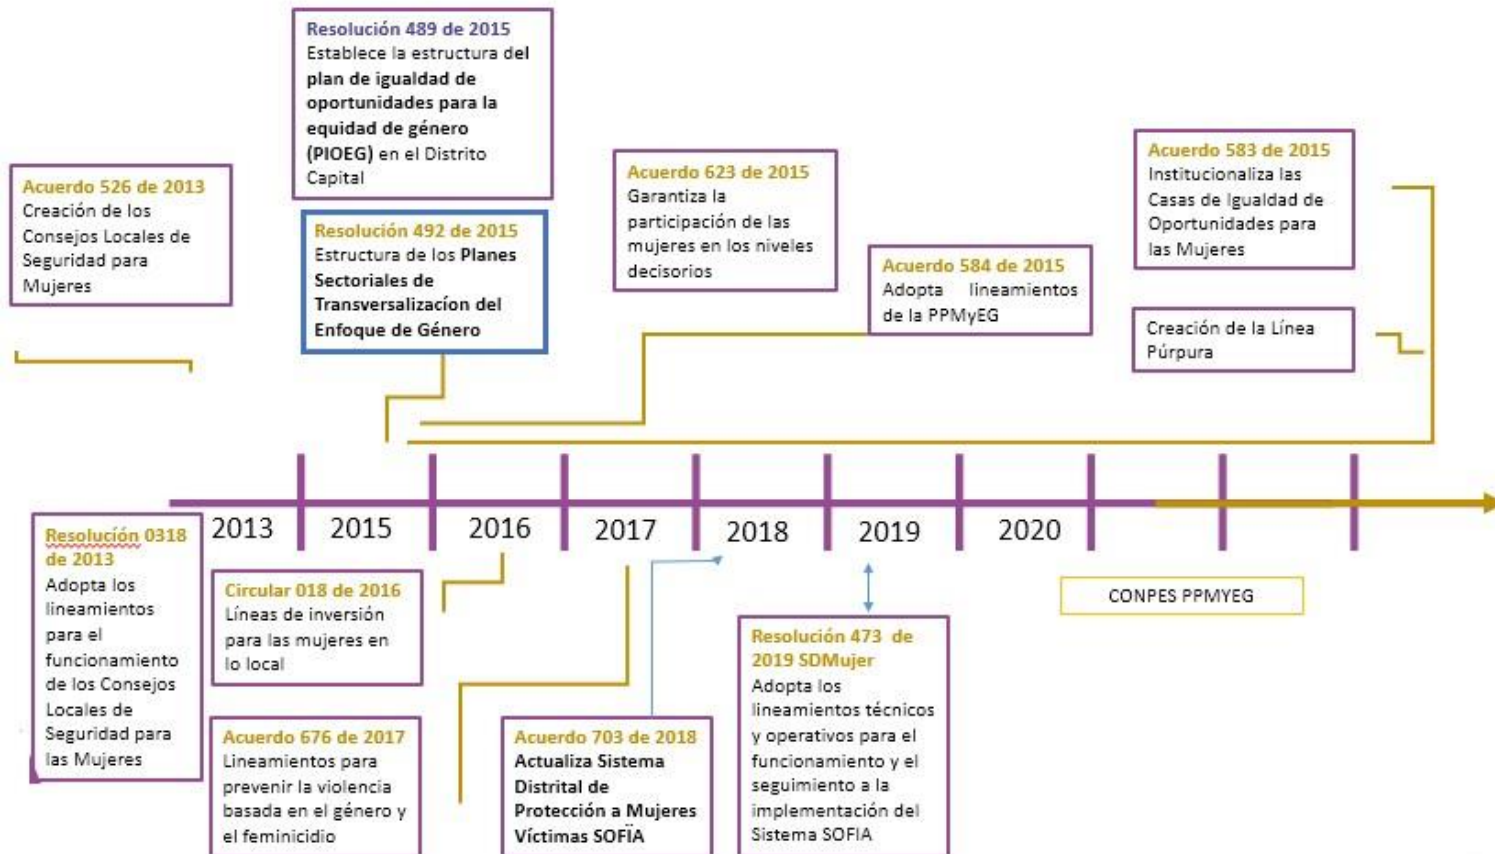 Resolución 489 de 2015
Establece la estructura del
plan de igualdad de
oportunidades para la
equidad de género
(PIOEG) en el Distrito
Capital
Acuerdo 526 de 2013
Creación de los
Consejos Locales de
Seguridad para
Mujeres
Resolución 492 de 2015
Estructura de los Planes
Sectoriales de
Transversalizacíon del
Enfoque de Género
Acuerdo 623 de 2015
Garantiza la
participación de las
mujeres en los niveles
decisorios
Acuerdo 584 de 2015
Adopta lineamientos
de la PPMyEG
Acuerdo 583 de 2015
Institucionaliza las
Casas de Igualdad de
Oportunidades para
las Mujeres
Creación de la Línea
Púrpura
2013 2015 2016 2017 2018 2019 2020
Resolucíón 0318
de 2013
Adopta los
lineamientos
para el
funcionamiento
de los Consejos
Locales de
Seguridad para
las Mujeres
Circular 018 de 2016
Líneas de inversión
para las mujeres en
lo local
Acuerdo 676 de 2017
Lineamientos para
prevenir la violencia
basada en el género y
el feminicidio
Acuerdo 703 de 2018
Actualiza Sistema
Distrital de
Protección a Mujeres
Víctimas SOFÏA
Resolución 473 de
2019 SDMujer
Adopta los
lineamientos técnicos
y operativos para el
funcionamiento y el
seguimiento a la
implementación del
Sistema SOFIA
CONPES PPMYEG